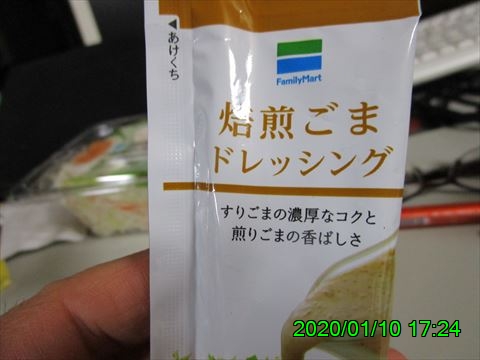 ◀あけくち
FamilyMart
焙煎ごま
ドレッシング
すりごまの濃厚なコクと
煎りごまの香ばしさ
2020/01/10 17:24